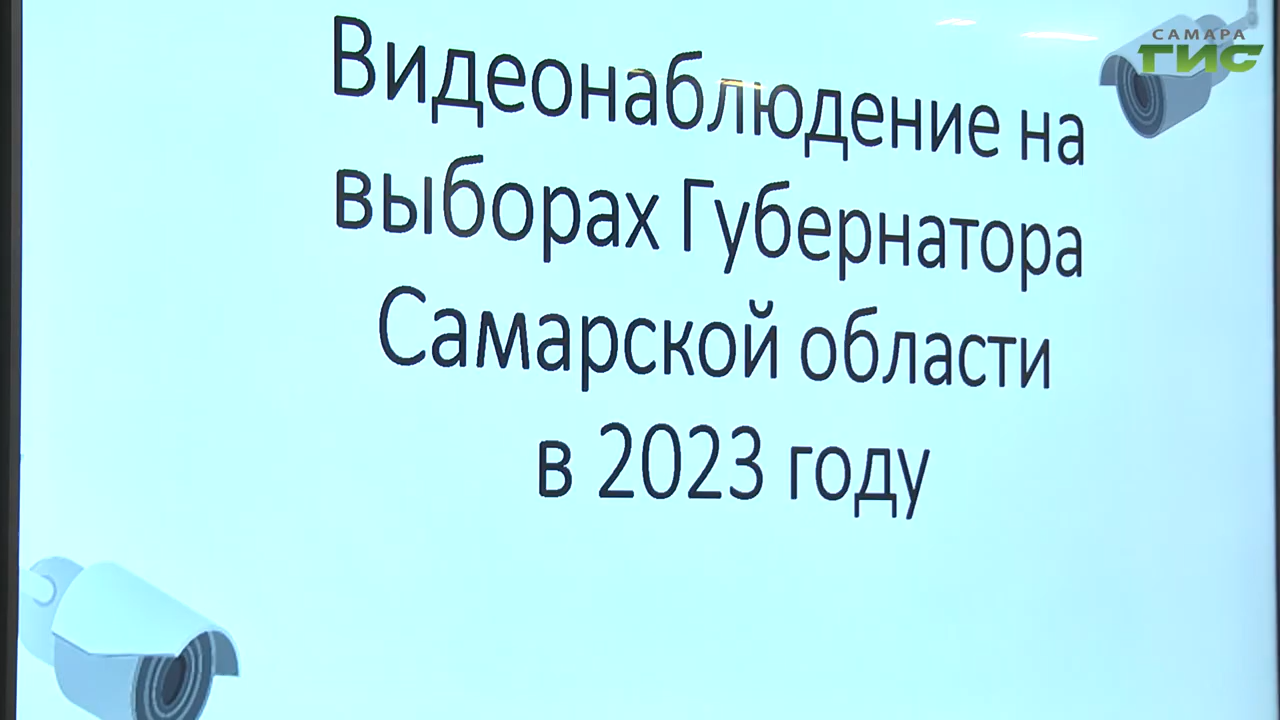 САМАРА
ГИС
Видеонаблюдение на
выборах Губернатора
Самарской области
в 2023 году